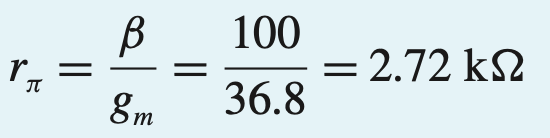 r_π = β / g_m = 100 / 36.8 = 2.72 kΩ